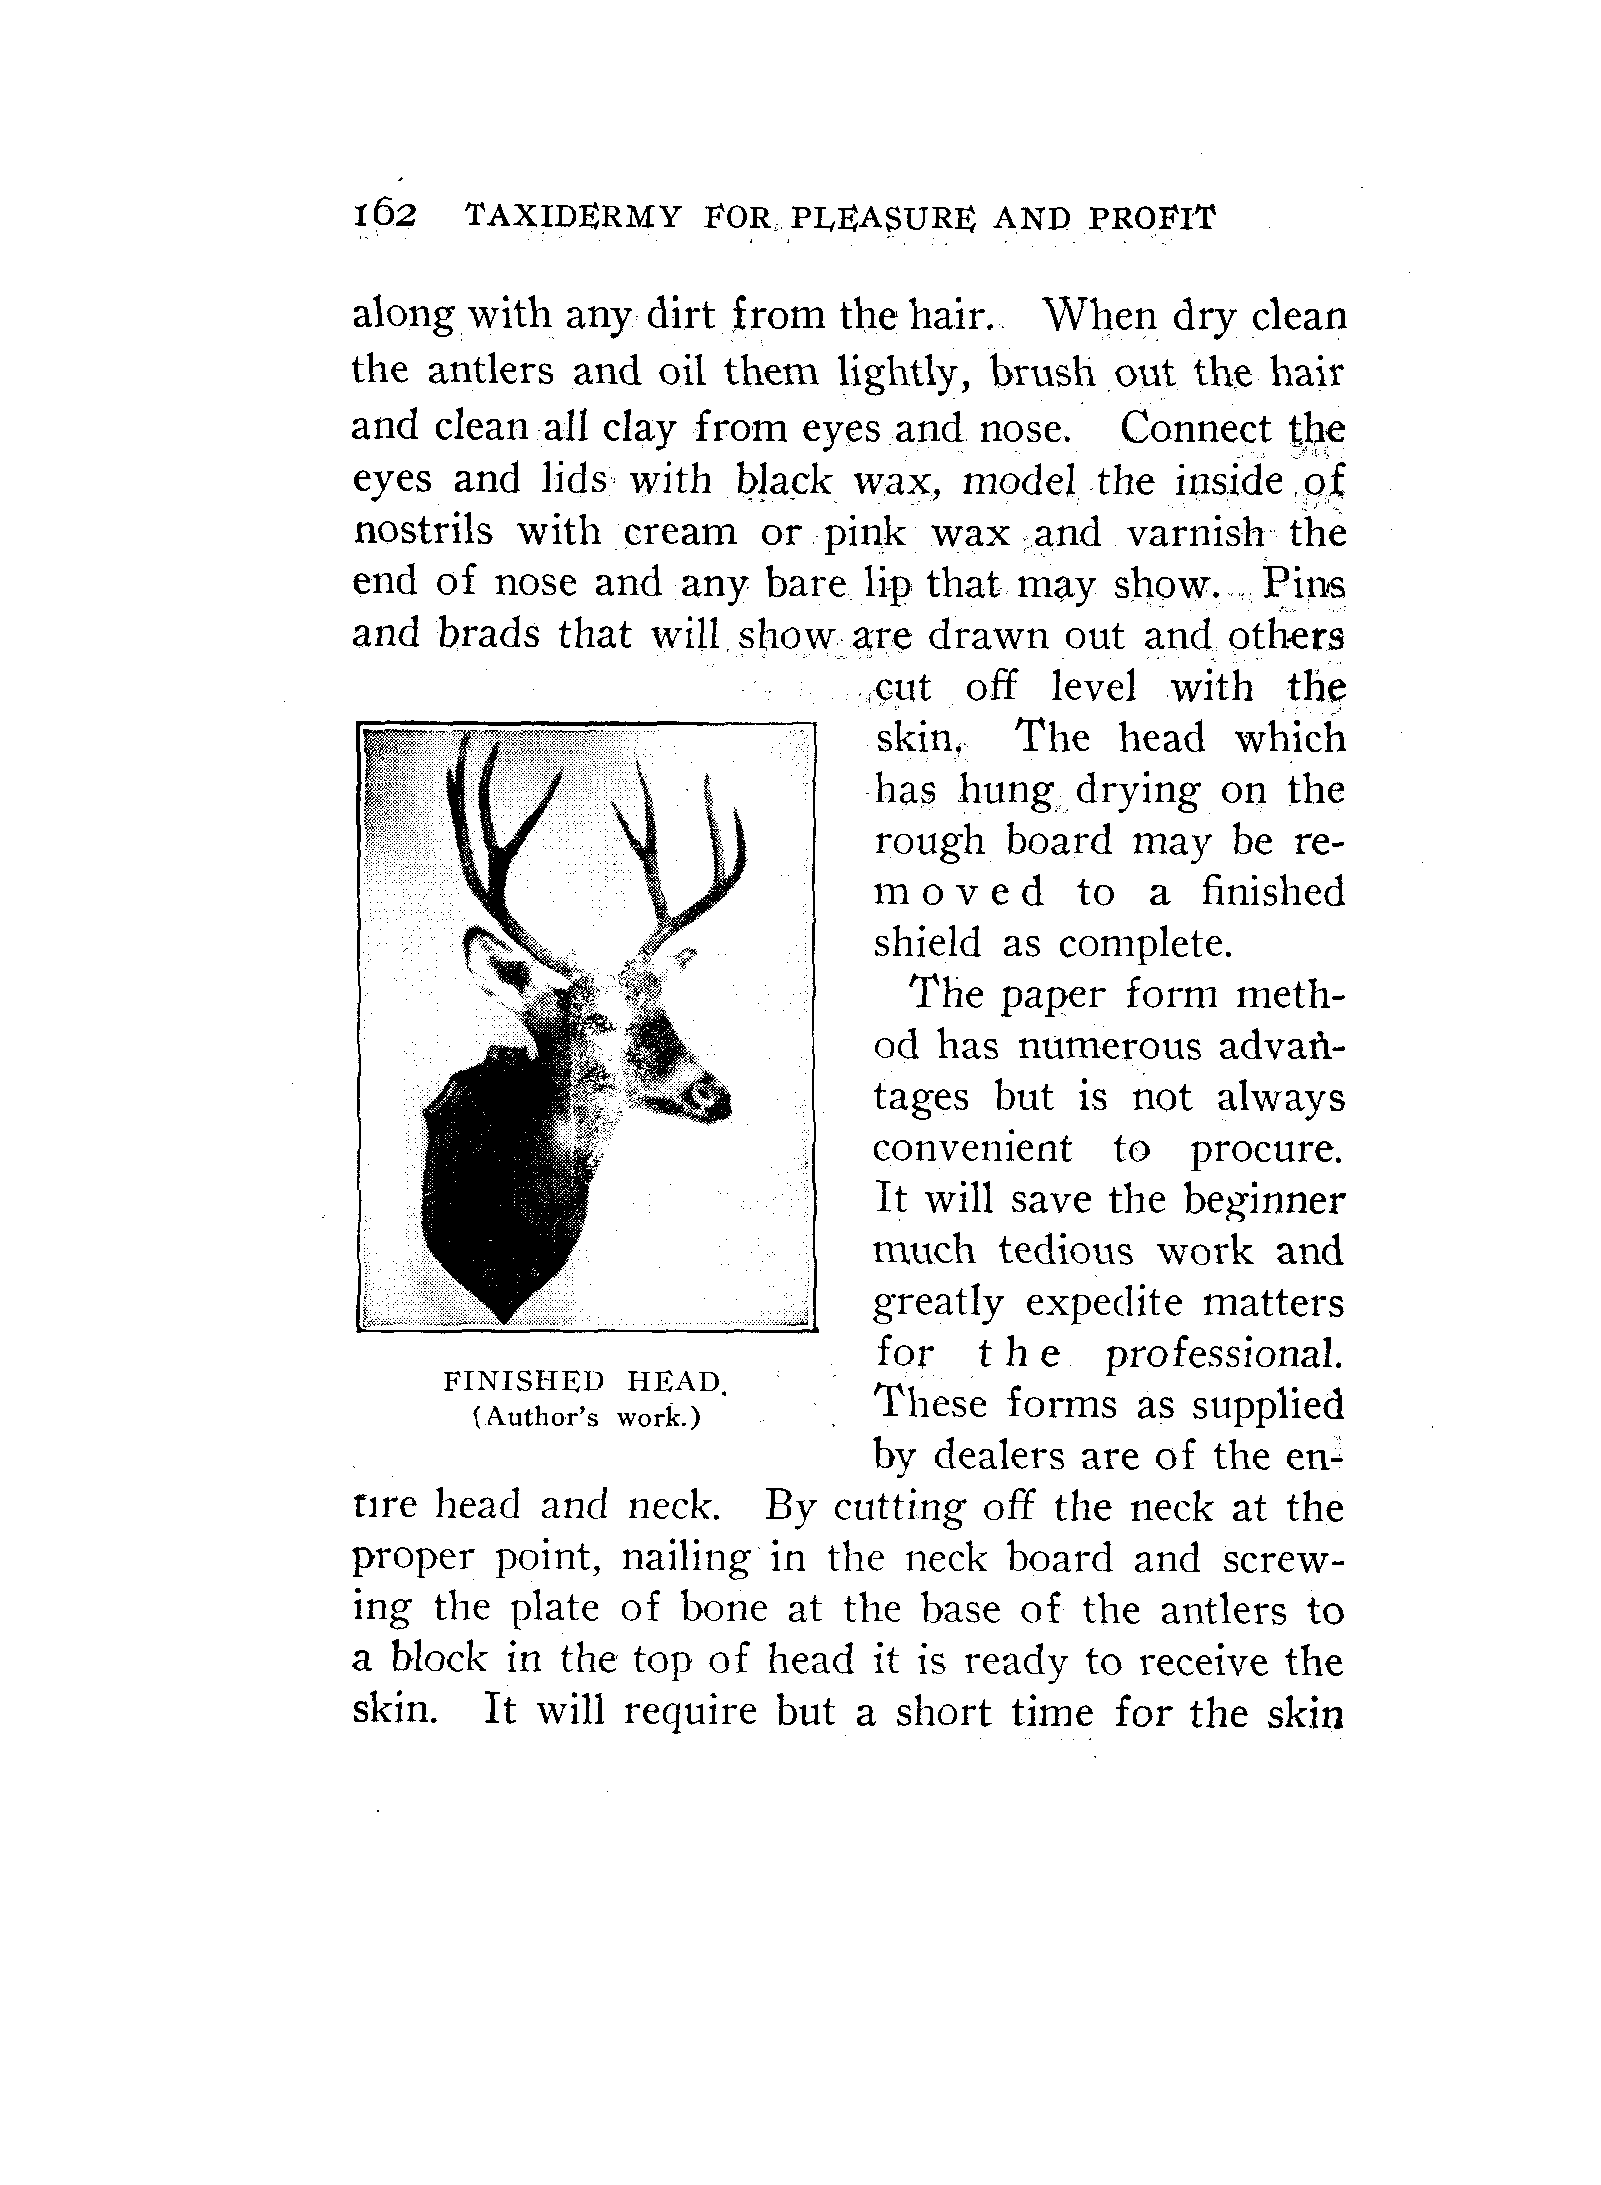 162 TAXIDERMY FOR PLEASURE AND PROFIT
along with any dirt from the hair. When dry clean
the antlers and oil them lightly, brush out the hair
and clean all clay from eyes and nose. Connect the
eyes and lids with black wax, model the inside of
nostrils with cream or pink wax and varnish the
end of nose and any bare lip that may show. Pins
and brads that will show are drawn out and others
cut off level with the
skin. The head which
has hung drying on the
rough board may be re-
moved to a finished
shield as complete.
The paper form meth-
od has numerous advan-
tages but is not always
convenient to procure.
It will save the beginner
much tedious work and
greatly expedite matters
for the professional.
These forms as supplied
by dealers are of the en-
tire head and neck. By cutting off the neck at the
proper point, nailing in the neck board and screw-
ing the plate of bone at the base of the antlers to
a block in the top of head it is ready to receive the
skin. It will require but a short time for the skin
FINISHED HEAD.
(Author's work.)